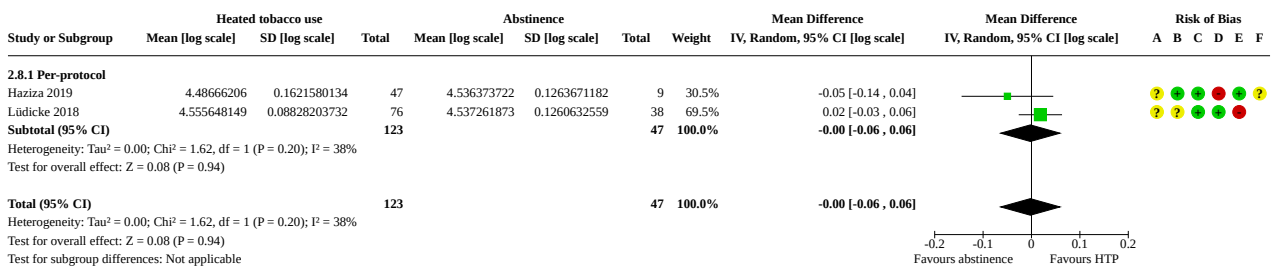 Heated tobacco use Abstinence Mean Difference Mean Difference Risk of Bias
Study or Subgroup Mean [log scale] SD [log scale] Total Mean [log scale] SD [log scale] Total Weight IV, Random, 95% CI [log scale] IV, Random, 95% CI [log scale] A B C D E F
2.8.1 Per-protocol
Haziza 2019 4.48666206 0.1621580134 47 4.536373722 0.1263671182 9 30.5% -0.05 [-0.14 , 0.04] ? + + - + ?
Lüdicke 2018 4.555648149 0.08828203732 76 4.537261873 0.1260632559 38 69.5% 0.02 [-0.03 , 0.06] ? ? + + -
Subtotal (95% CI) 123 47 100.0% -0.00 [-0.06 , 0.06]
Heterogeneity: Tau² = 0.00; Chi² = 1.62, df = 1 (P = 0.20); I² = 38%
Test for overall effect: Z = 0.08 (P = 0.94)
Total (95% CI) 123 47 100.0% -0.00 [-0.06 , 0.06]
Heterogeneity: Tau² = 0.00; Chi² = 1.62, df = 1 (P = 0.20); I² = 38%
Test for overall effect: Z = 0.08 (P = 0.94)
-0.2 -0.1 0 0.1 0.2
Test for subgroup differences: Not applicable Favours abstinence Favours HTP